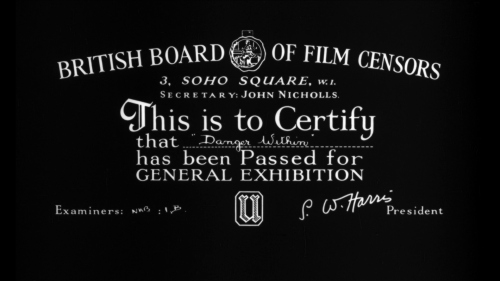 BRITISH BOARD OF FILM CENSORS
3, SOHO SQUARE, W.1.
SECRETARY: JOHN NICHOLLS.
This is to Certify
that "Danger Within"
has been Passed for
GENERAL EXHIBITION
U
Examiners: S. W. Harris President